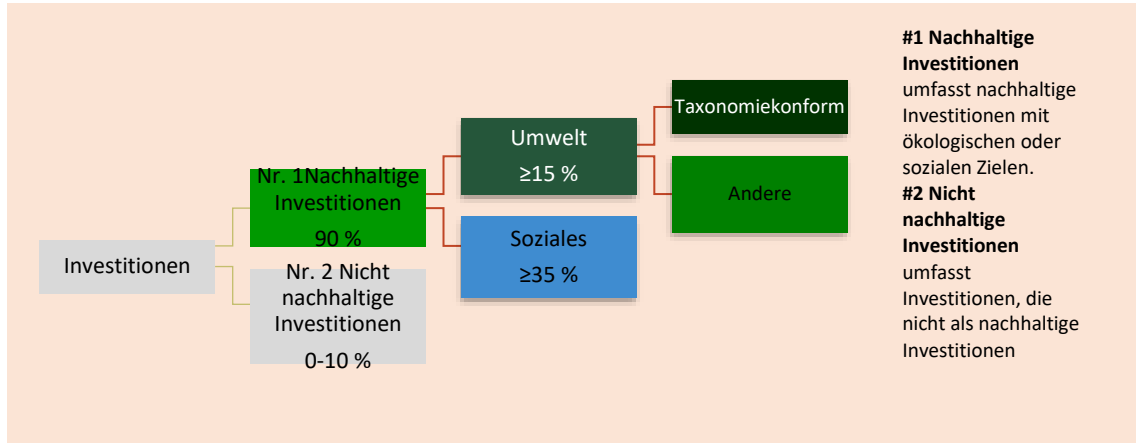 Investitionen
Nr. 1Nachhaltige
Investitionen
90 %
Nr. 2 Nicht
nachhaltige
Investitionen
0-10 %
Umwelt
≥15 %
Soziales
≥35 %
Taxonomiekonform
Andere
#1 Nachhaltige
Investitionen
umfasst nachhaltige
Investitionen mit
ökologischen oder
sozialen Zielen.
#2 Nicht
nachhaltige
Investitionen
umfasst
Investitionen, die
nicht als nachhaltige
Investitionen